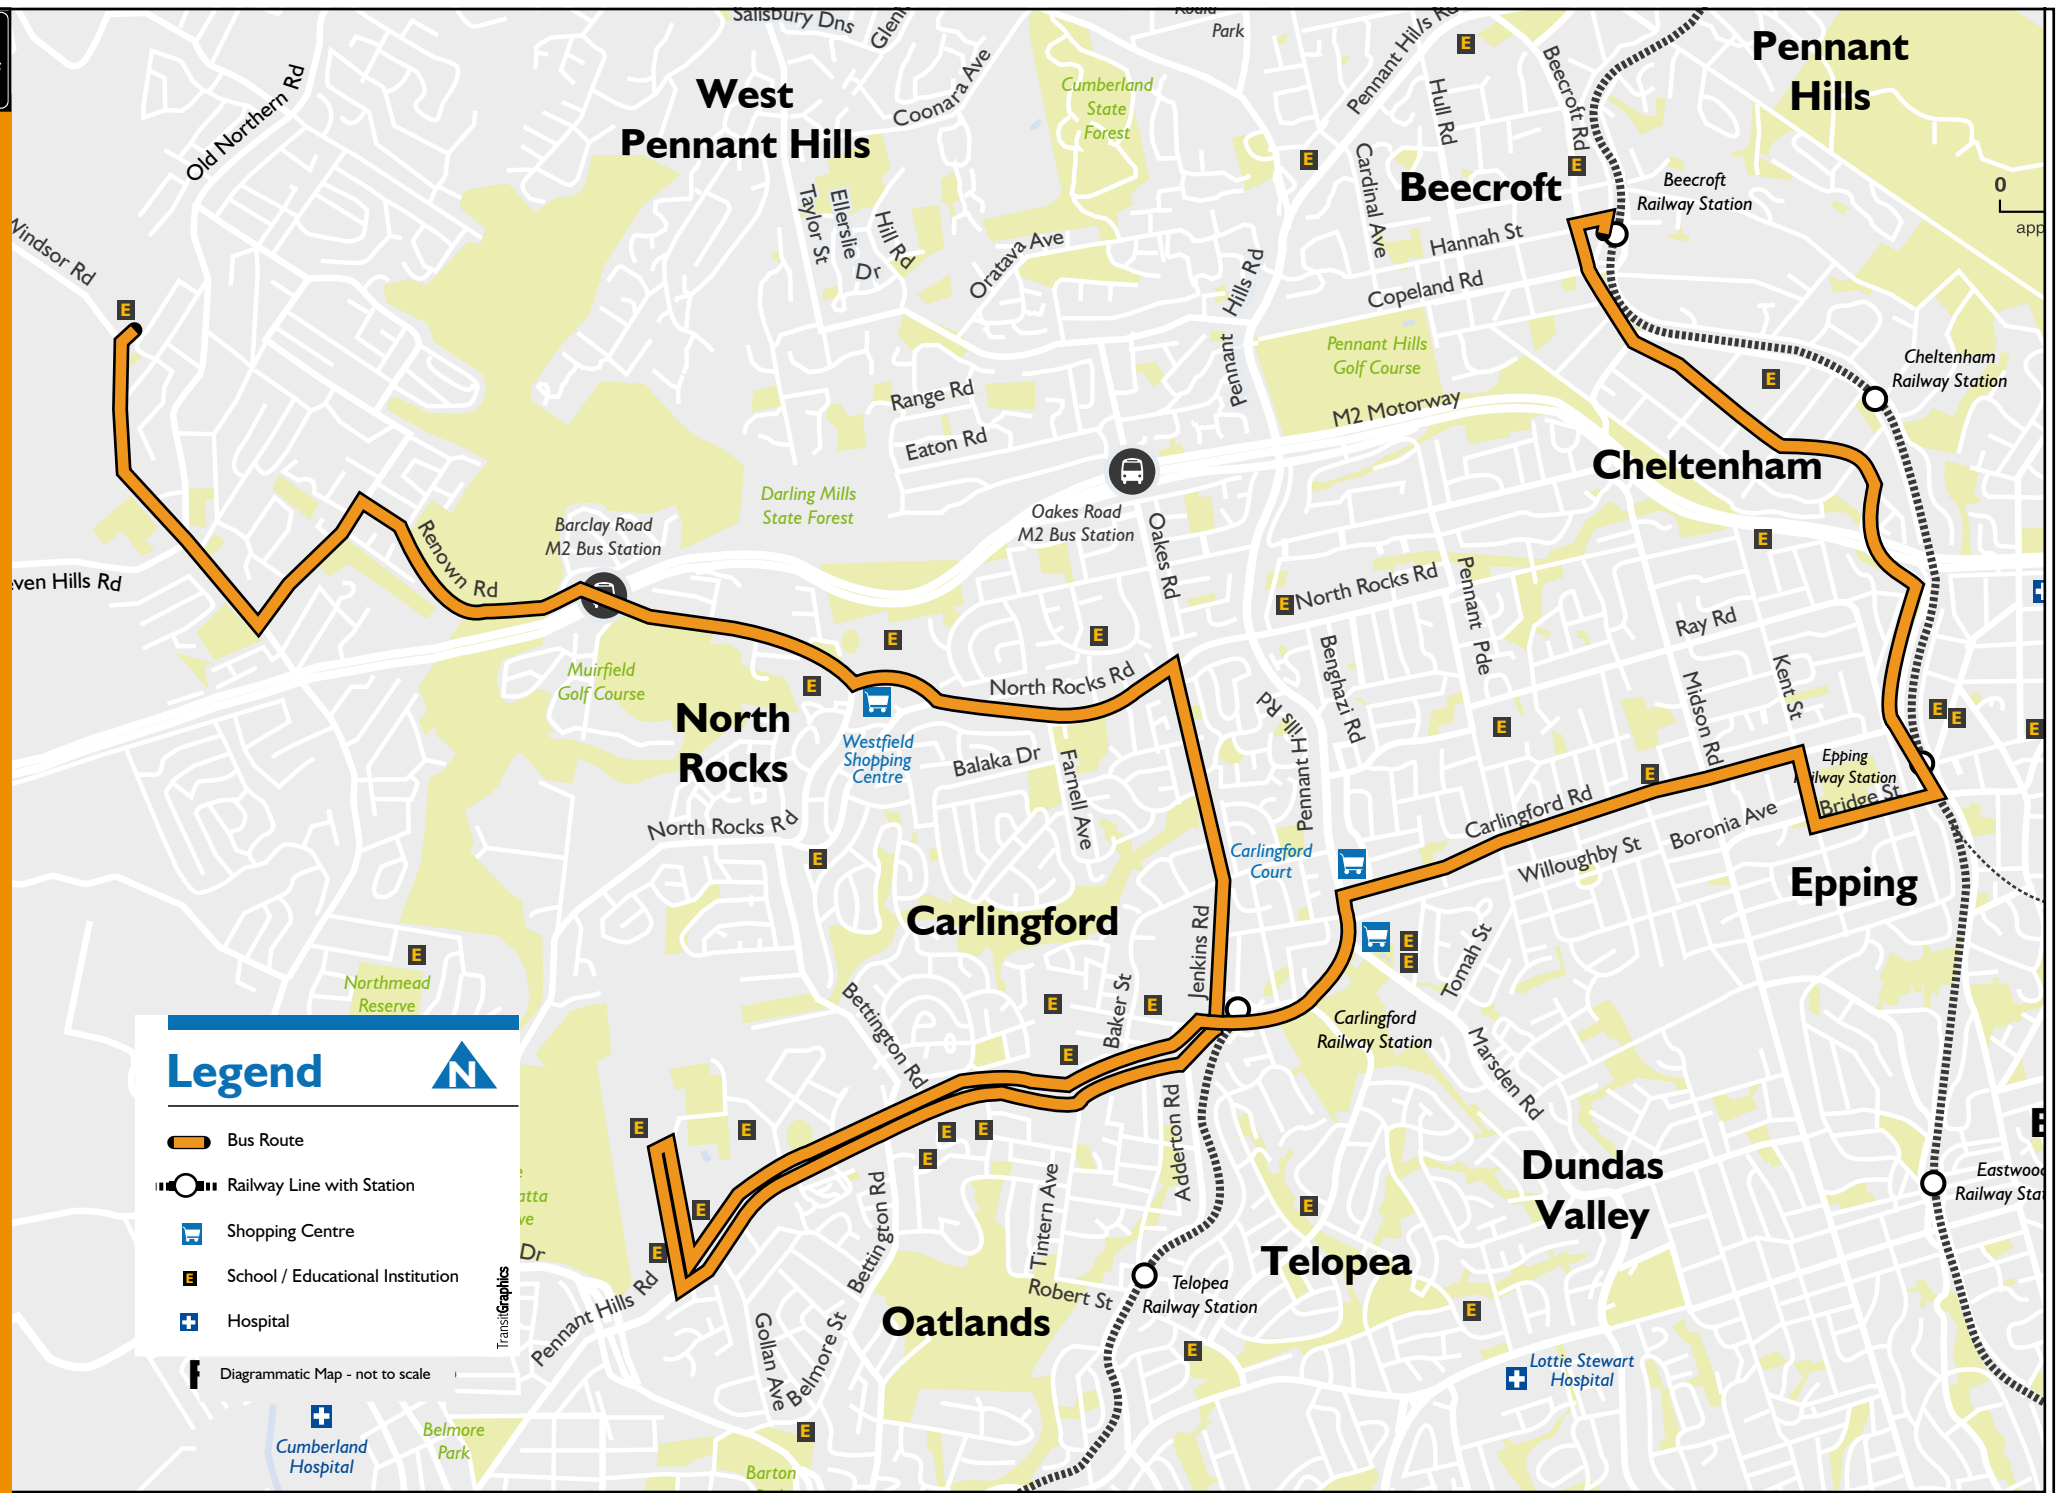 Salisbury Dns
Park
Pennant Hills Rd
Pennant
Hills
West
Pennant Hills
Coonara Ave
Cumberland
State
Forest
Hull Rd
Beecroft Rd
Old Northern Rd
Cardinal Ave
Beecroft
Beecroft
Railway Station
0
Taylor St
Ellerslie
Dr
Hill Rd
Oratava Ave
Hannah St
Copeland Rd
Windsor Rd
Pennant Hills Rd
Pennant Hills
Golf Course
Cheltenham
Railway Station
Range Rd
Eaton Rd
M2 Motorway
Cheltenham
Darling Mills
State Forest
Barclay Road
M2 Bus Station
Oakes Road
M2 Bus Station
Oakes Rd
Renown Rd
North Rocks Rd
Pennant Pde
Ray Rd
Kent St
Midson Rd
Benghazi Rd
Muirfield
Golf Course
North Rocks Rd
North
Rocks
Westfield
Shopping
Centre
Balaka Dr
Farnell Ave
Pennant Hills Rd
Epping
Bridge St
North Rocks Rd
Carlingford Rd
Boronia Ave
Willoughby St
Carlingford
Court
Epping
Carlingford
Jenkins Rd
Tomah St
Northmead
Reserve
Bettington Rd
Baker St
Carlingford
Railway Station
Marsden Rd
Legend
N
Bus Route
Railway Line with Station
Shopping Centre
E School / Educational Institution
Hospital
TransitGraphics
Diagrammatic Map - not to scale
Dr
Pennant Hills Rd
Adderton Rd
Dundas
Valley
Bettington Rd
Tintern Ave
Robert St
Telopea
Telopea
Railway Station
Oatlands
Gollan Ave
Belmore St
Lottie Stewart
Hospital
Cumberland
Hospital
Belmore
Park
Barton